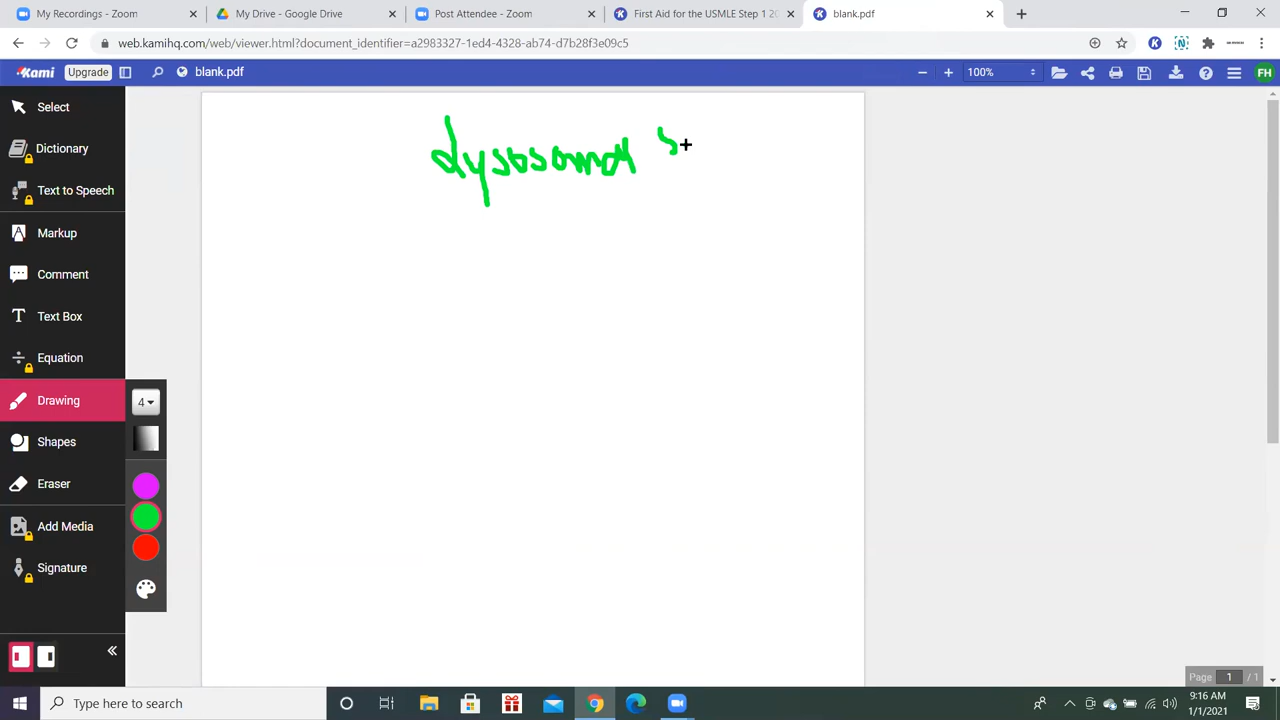 My Recordings - Zoom
My Drive - Google Drive
Post Attendee - Zoom
First Aid for the USMLE Step 1 20
blank.pdf
web.kamihq.com/web/viewer.html?document_identifier=a2983327-1ed4-4328-ab74-d7b28f3e09c5
Kami Upgrade blank.pdf 100% FH
Select
Dictionary
Text to Speech
Markup
Comment
Text Box
Equation
Drawing
Shapes
Eraser
Add Media
Signature
4
Lysosomal s
Page 1 / 1
Type here to search
9:16 AM
1/1/2021